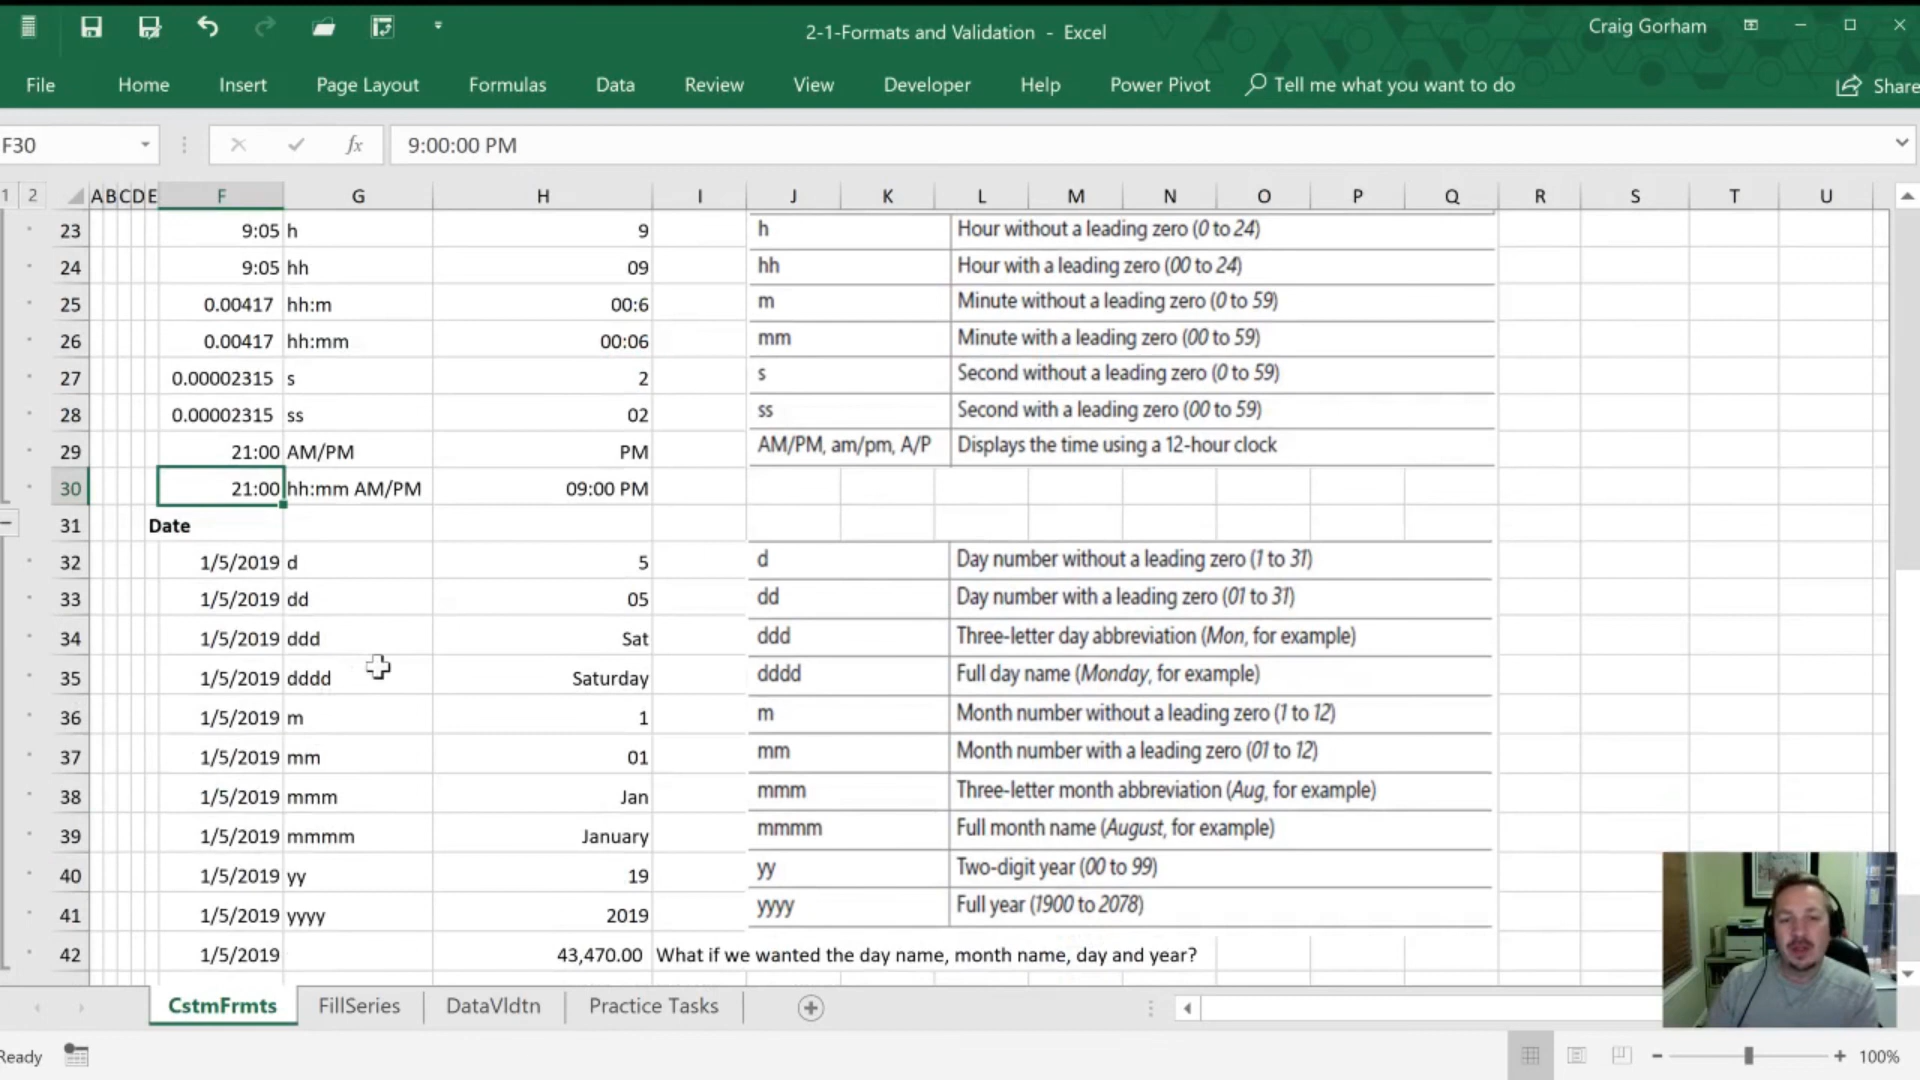 2-1-Formats and Validation - Excel
Craig Gorham
File Home Insert Page Layout Formulas Data Review View Developer Help Power Pivot Tell me what you want to do Share
F30 fx 9:00:00 PM
1 2 A B C D E F G H I J K L M N O P Q R S T U
23 9:05 h 9 h Hour without a leading zero (0 to 24)
24 9:05 hh 09 hh Hour with a leading zero (00 to 24)
25 0.00417 hh:m 00:6 m Minute without a leading zero (0 to 59)
26 0.00417 hh:mm 00:06 mm Minute with a leading zero (00 to 59)
27 0.00002315 s 2 s Second without a leading zero (0 to 59)
28 0.00002315 ss 02 ss Second with a leading zero (00 to 59)
29 21:00 AM/PM PM AM/PM, am/pm, A/P Displays the time using a 12-hour clock
30 21:00 hh:mm AM/PM 09:00 PM
31 Date
32 1/5/2019 d 5 d Day number without a leading zero (1 to 31)
33 1/5/2019 dd 05 dd Day number with a leading zero (01 to 31)
34 1/5/2019 ddd Sat ddd Three-letter day abbreviation (Mon, for example)
35 1/5/2019 dddd Saturday dddd Full day name (Monday, for example)
36 1/5/2019 m 1 m Month number without a leading zero (1 to 12)
37 1/5/2019 mm 01 mm Month number with a leading zero (01 to 12)
38 1/5/2019 mmm Jan mmm Three-letter month abbreviation (Aug, for example)
39 1/5/2019 mmmm January mmmm Full month name (August, for example)
40 1/5/2019 yy 19 yy Two-digit year (00 to 99)
41 1/5/2019 yyyy 2019 yyyy Full year (1900 to 2078)
42 1/5/2019 43,470.00 What if we wanted the day name, month name, day and year?
CstmFrmts FillSeries DataVldtn Practice Tasks
Ready 100%